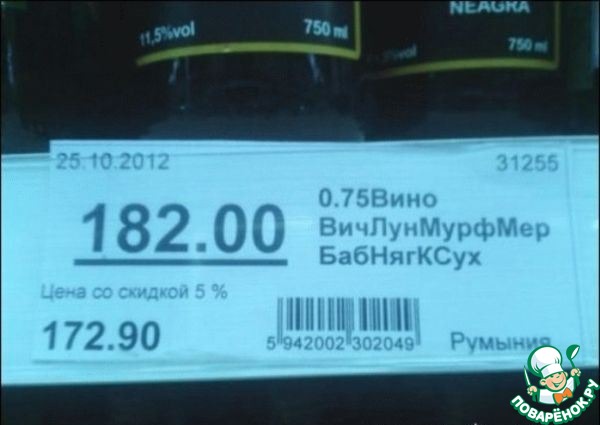 11,5%vol 750 ml
NEAGRA
750 ml
25.10.2012 31255
182.00
0.75Вино
ВичЛунМурфМер
БабНягКСух
Цена со скидкой 5 %
172.90
5 942002 302049
Румыния
ПОВАРЁНОК.РУ